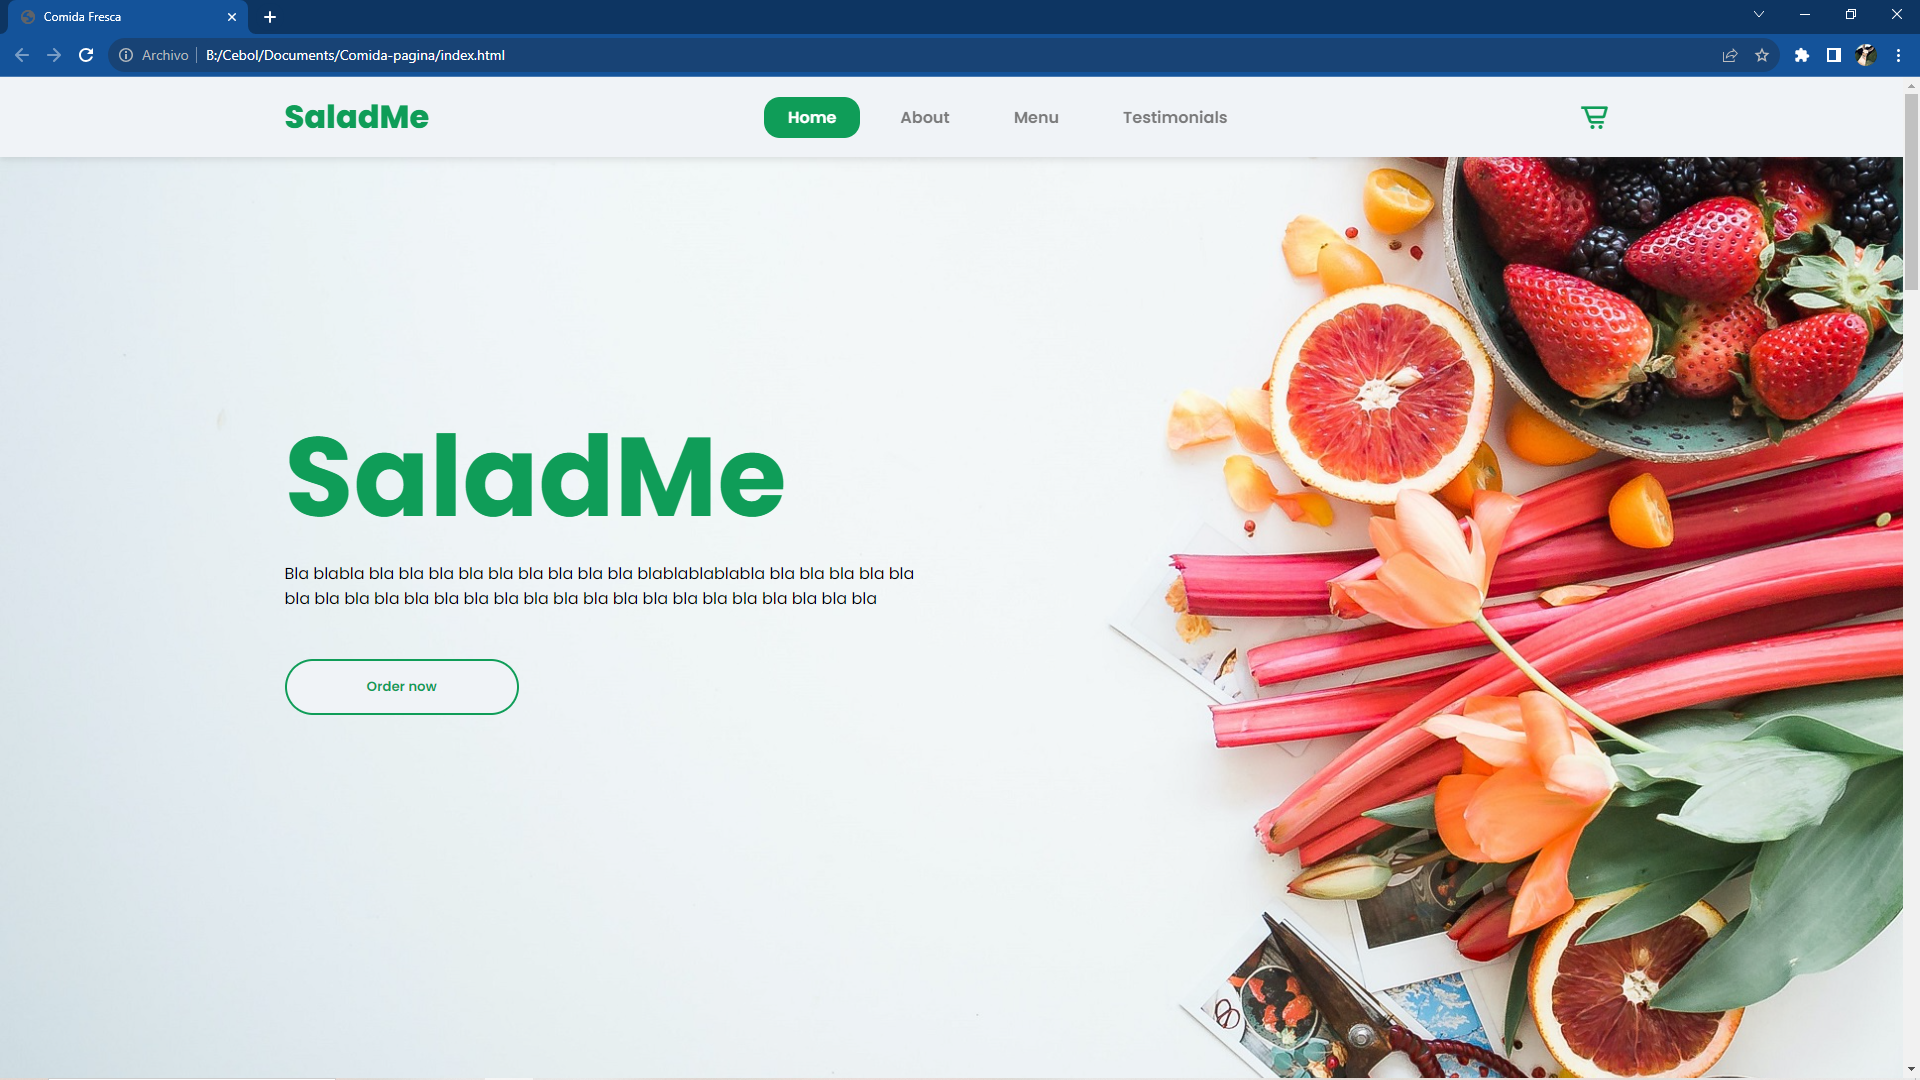 Comida Fresca
Archivo B:/Cebol/Documents/Comida-pagina/index.html
SaladMe Home About Menu Testimonials
SaladMe
Bla blabla bla bla bla bla bla bla bla bla bla blablablablabla bla bla bla bla bla
bla bla bla bla bla bla bla bla bla bla bla bla bla bla bla bla bla bla bla bla
Order now